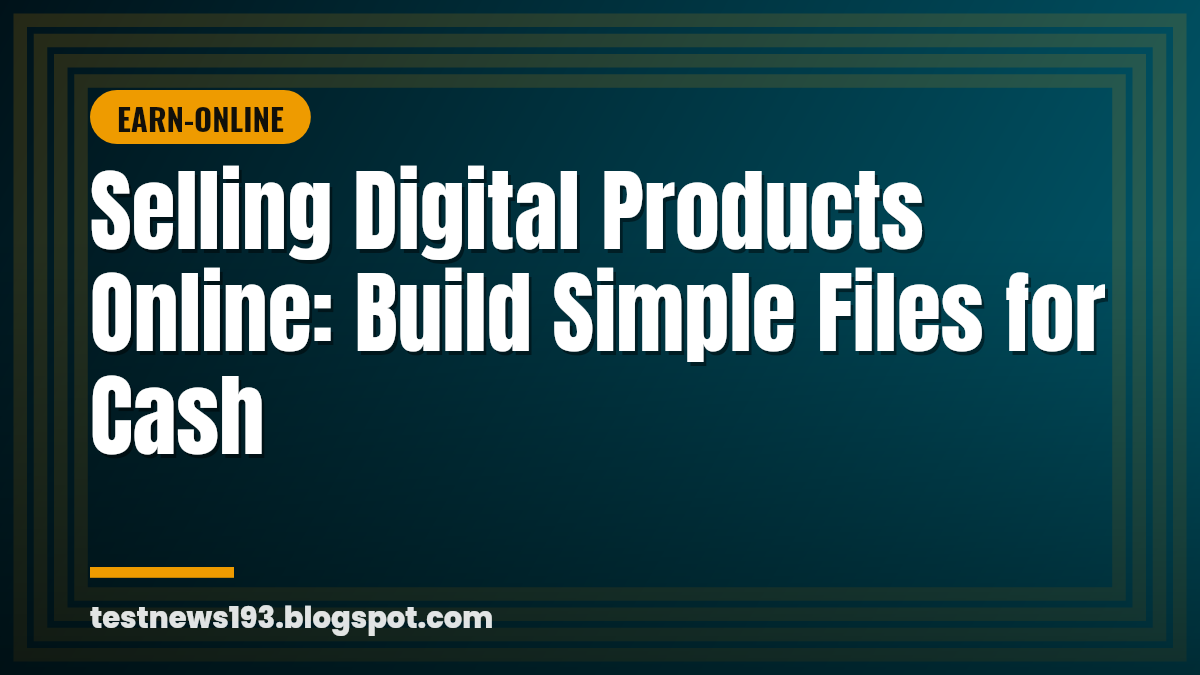 EARN-ONLINE
Selling Digital Products
Online: Build Simple Files for
Cash
testnews193.blogspot.com